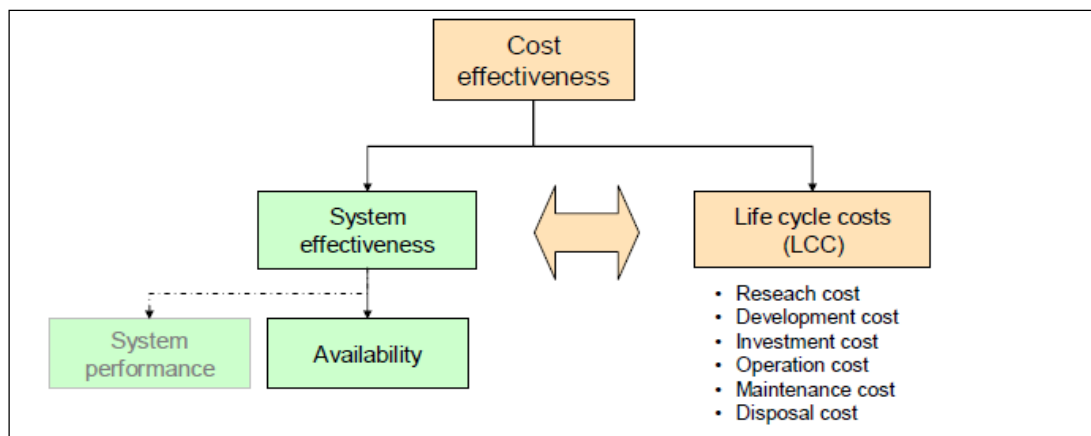 Cost
effectiveness
System
effectiveness
Life cycle costs
(LCC)
System
performance
Availability
• Reseach cost
• Development cost
• Investment cost
• Operation cost
• Maintenance cost
• Disposal cost